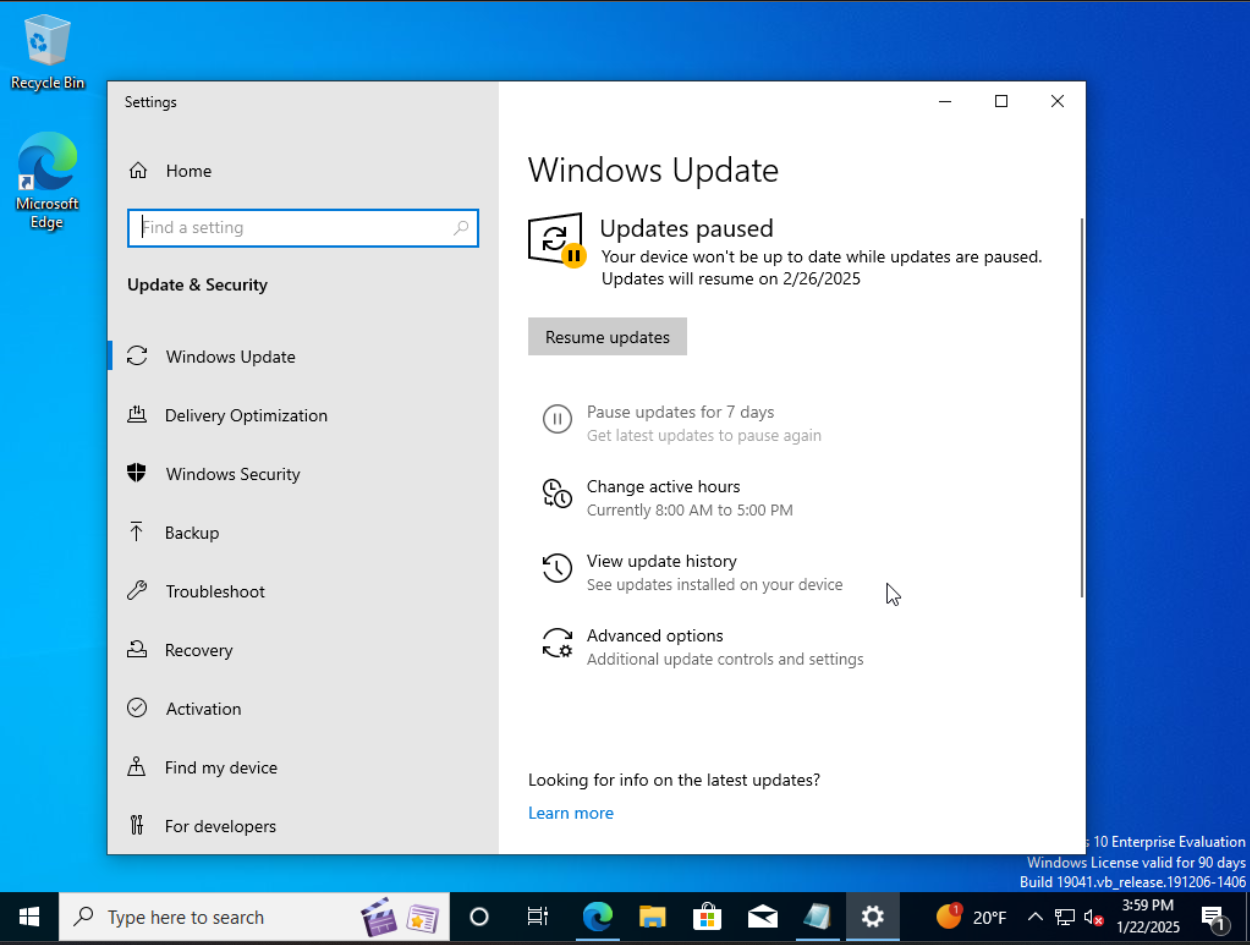 Recycle Bin
Microsoft
Edge
Settings
Home
Find a setting
Update & Security
Windows Update
Delivery Optimization
Windows Security
Backup
Troubleshoot
Recovery
Activation
Find my device
For developers
Windows Update
Updates paused
Your device won't be up to date while updates are paused.
Updates will resume on 2/26/2025
Resume updates
Pause updates for 7 days
Get latest updates to pause again
Change active hours
Currently 8:00 AM to 5:00 PM
View update history
See updates installed on your device
Advanced options
Additional update controls and settings
Looking for info on the latest updates?
Learn more
10 Enterprise Evaluation
Windows License valid for 90 days
Build 19041.vb_release.191206-1406
Type here to search
1
20°F
3:59 PM
1/22/2025
1